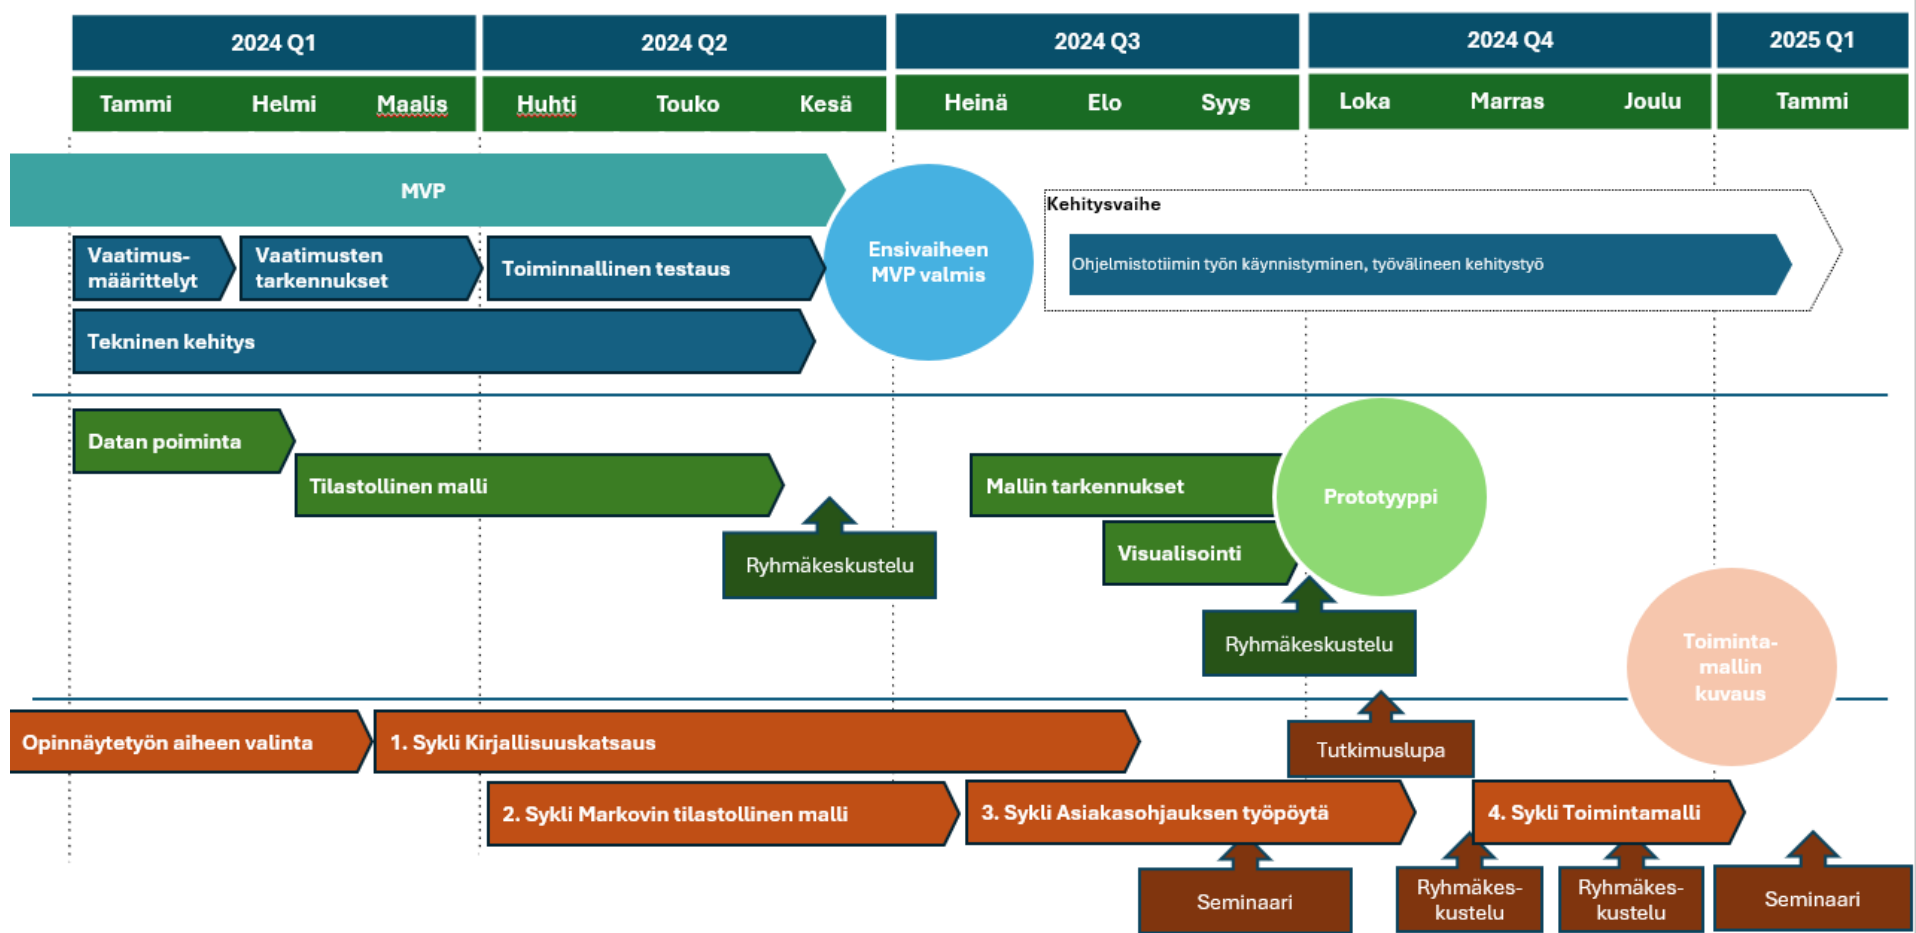 2024 Q1
2024 Q2
2024 Q3
2024 Q4
2025 Q1
Tammi
Helmi
Maalis
Huhti
Touko
Kesä
Heinä
Elo
Syys
Loka
Marras
Joulu
Tammi
MVP
Vaatimus-
määrittelyt
Vaatimusten
tarkennukset
Toiminnallinen testaus
Tekninen kehitys
Ensivaiheen
MVP valmis
Kehitysvaihe
Ohjelmistotiimin työn käynnistyminen, työvälineen kehitystyö
Datan poiminta
Tilastollinen malli
Ryhmäkeskustelu
Mallin tarkennukset
Visualisointi
Prototyyppi
Ryhmäkeskustelu
Toiminta-
mallin
kuvaus
Opinnäytetyön aiheen valinta
1. Sykli Kirjallisuuskatsaus
Tutkimuslupa
2. Sykli Markovin tilastollinen malli
3. Sykli Asiakasohjauksen työpöytä
4. Sykli Toimintamalli
Seminaari
Ryhmäkes-
kustelu
Ryhmäkes-
kustelu
Seminaari